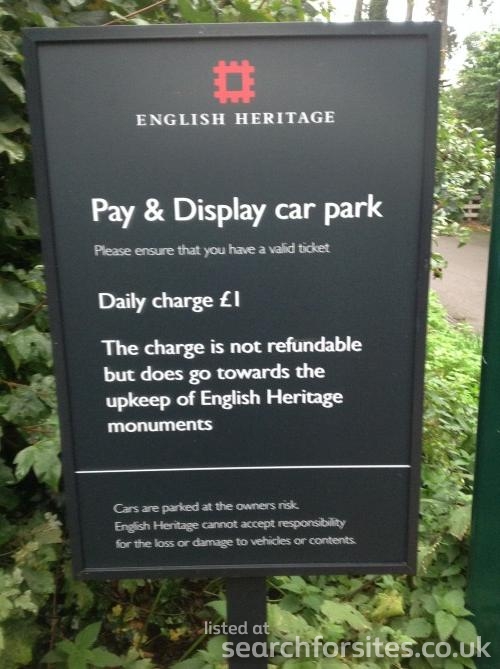 ENGLISH HERITAGE
Pay & Display car park
Please ensure that you have a valid ticket
Daily charge £1
The charge is not refundable
but does go towards the
upkeep of English Heritage
monuments
Cars are parked at the owners risk.
English Heritage cannot accept responsibility
for the loss or damage to vehicles or contents.
listed at
searchforsites.co.uk